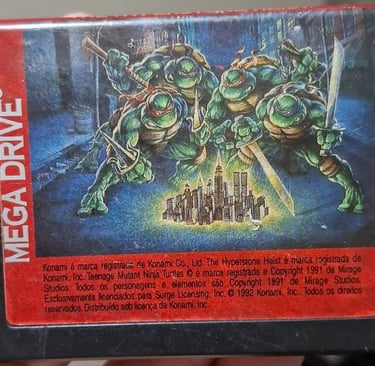 MEGA DRIVE
Konami é marca registrada de Konami Co., Ltd. The Hyperstone Heist é marca registrada de
Konami, Inc. Teenage Mutant Ninja Turtles © é marca registrada e Copyright 1991 de Mirage
Studios. Todos os personagens e elementos são Copyright 1991 de Mirage Studios.
Exclusivamente licenciados para Surge Licensing, Inc. © 1992 Konami, Inc. Todos os direitos
reservados. Distribuido sob licença de Konami, Inc.